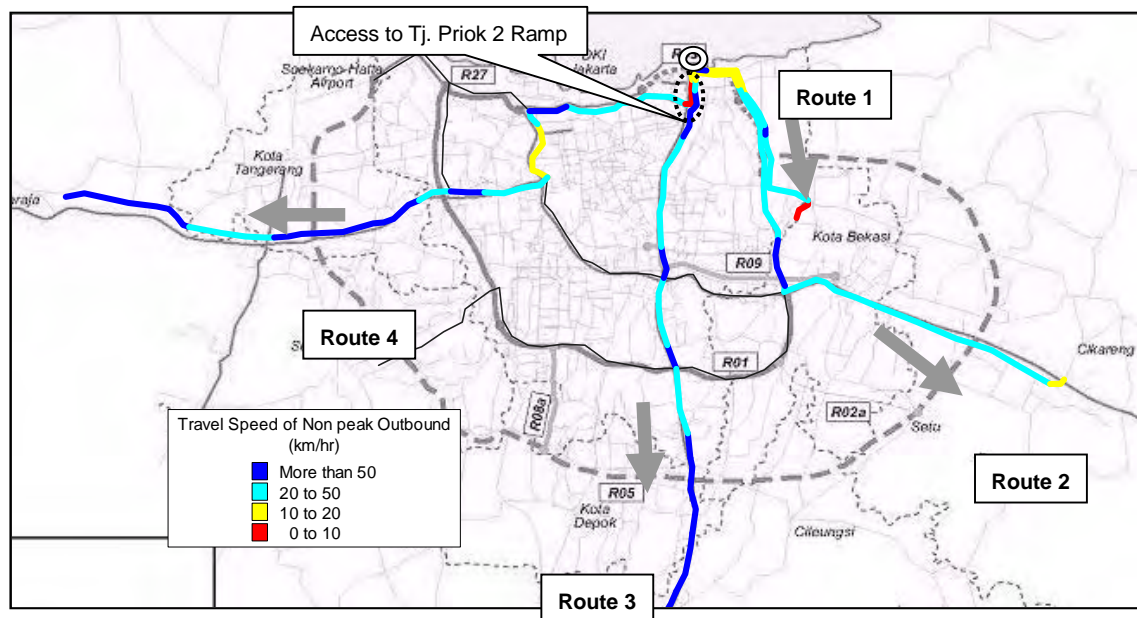 Access to Tj. Priok 2 Ramp
DKI
Jakarta
Soekarno-Hatta
Airport
R27
Route 1
Kota
Tangerang
araja
Kota Bekasi
R09
Route 4
R01
Cikareng
R08a
R02a
Setu
Travel Speed of Non peak Outbound
(km/hr)
More than 50
20 to 50
10 to 20
0 to 10
Route 2
R05
Kota
Depok
Cileungsi
Route 3